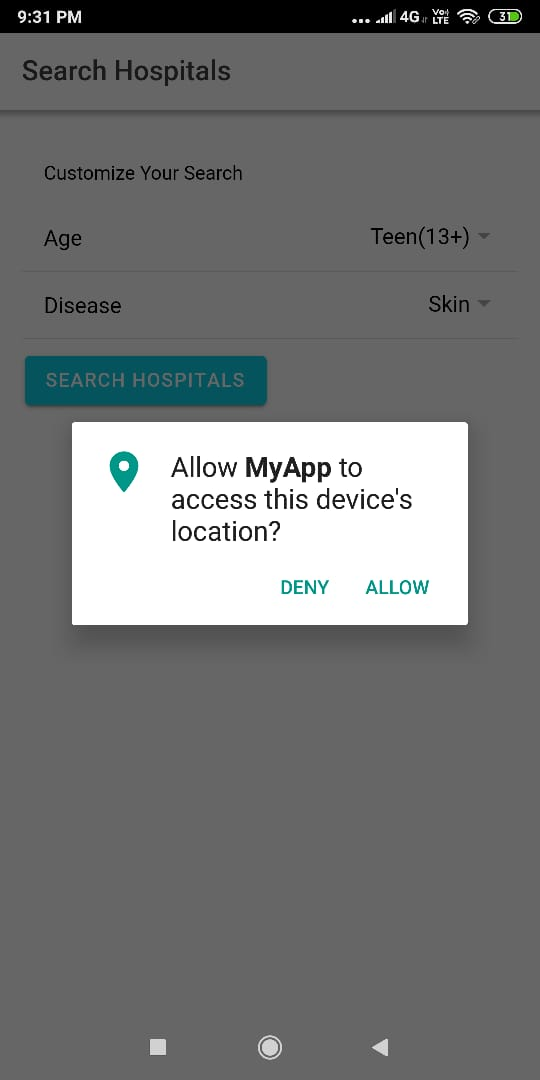 9:31 PM 4G Vo) LTE 31
Search Hospitals
Customize Your Search
Age Teen(13+)
Disease Skin
SEARCH HOSPITALS
Allow MyApp to
access this device's
location?
DENY ALLOW